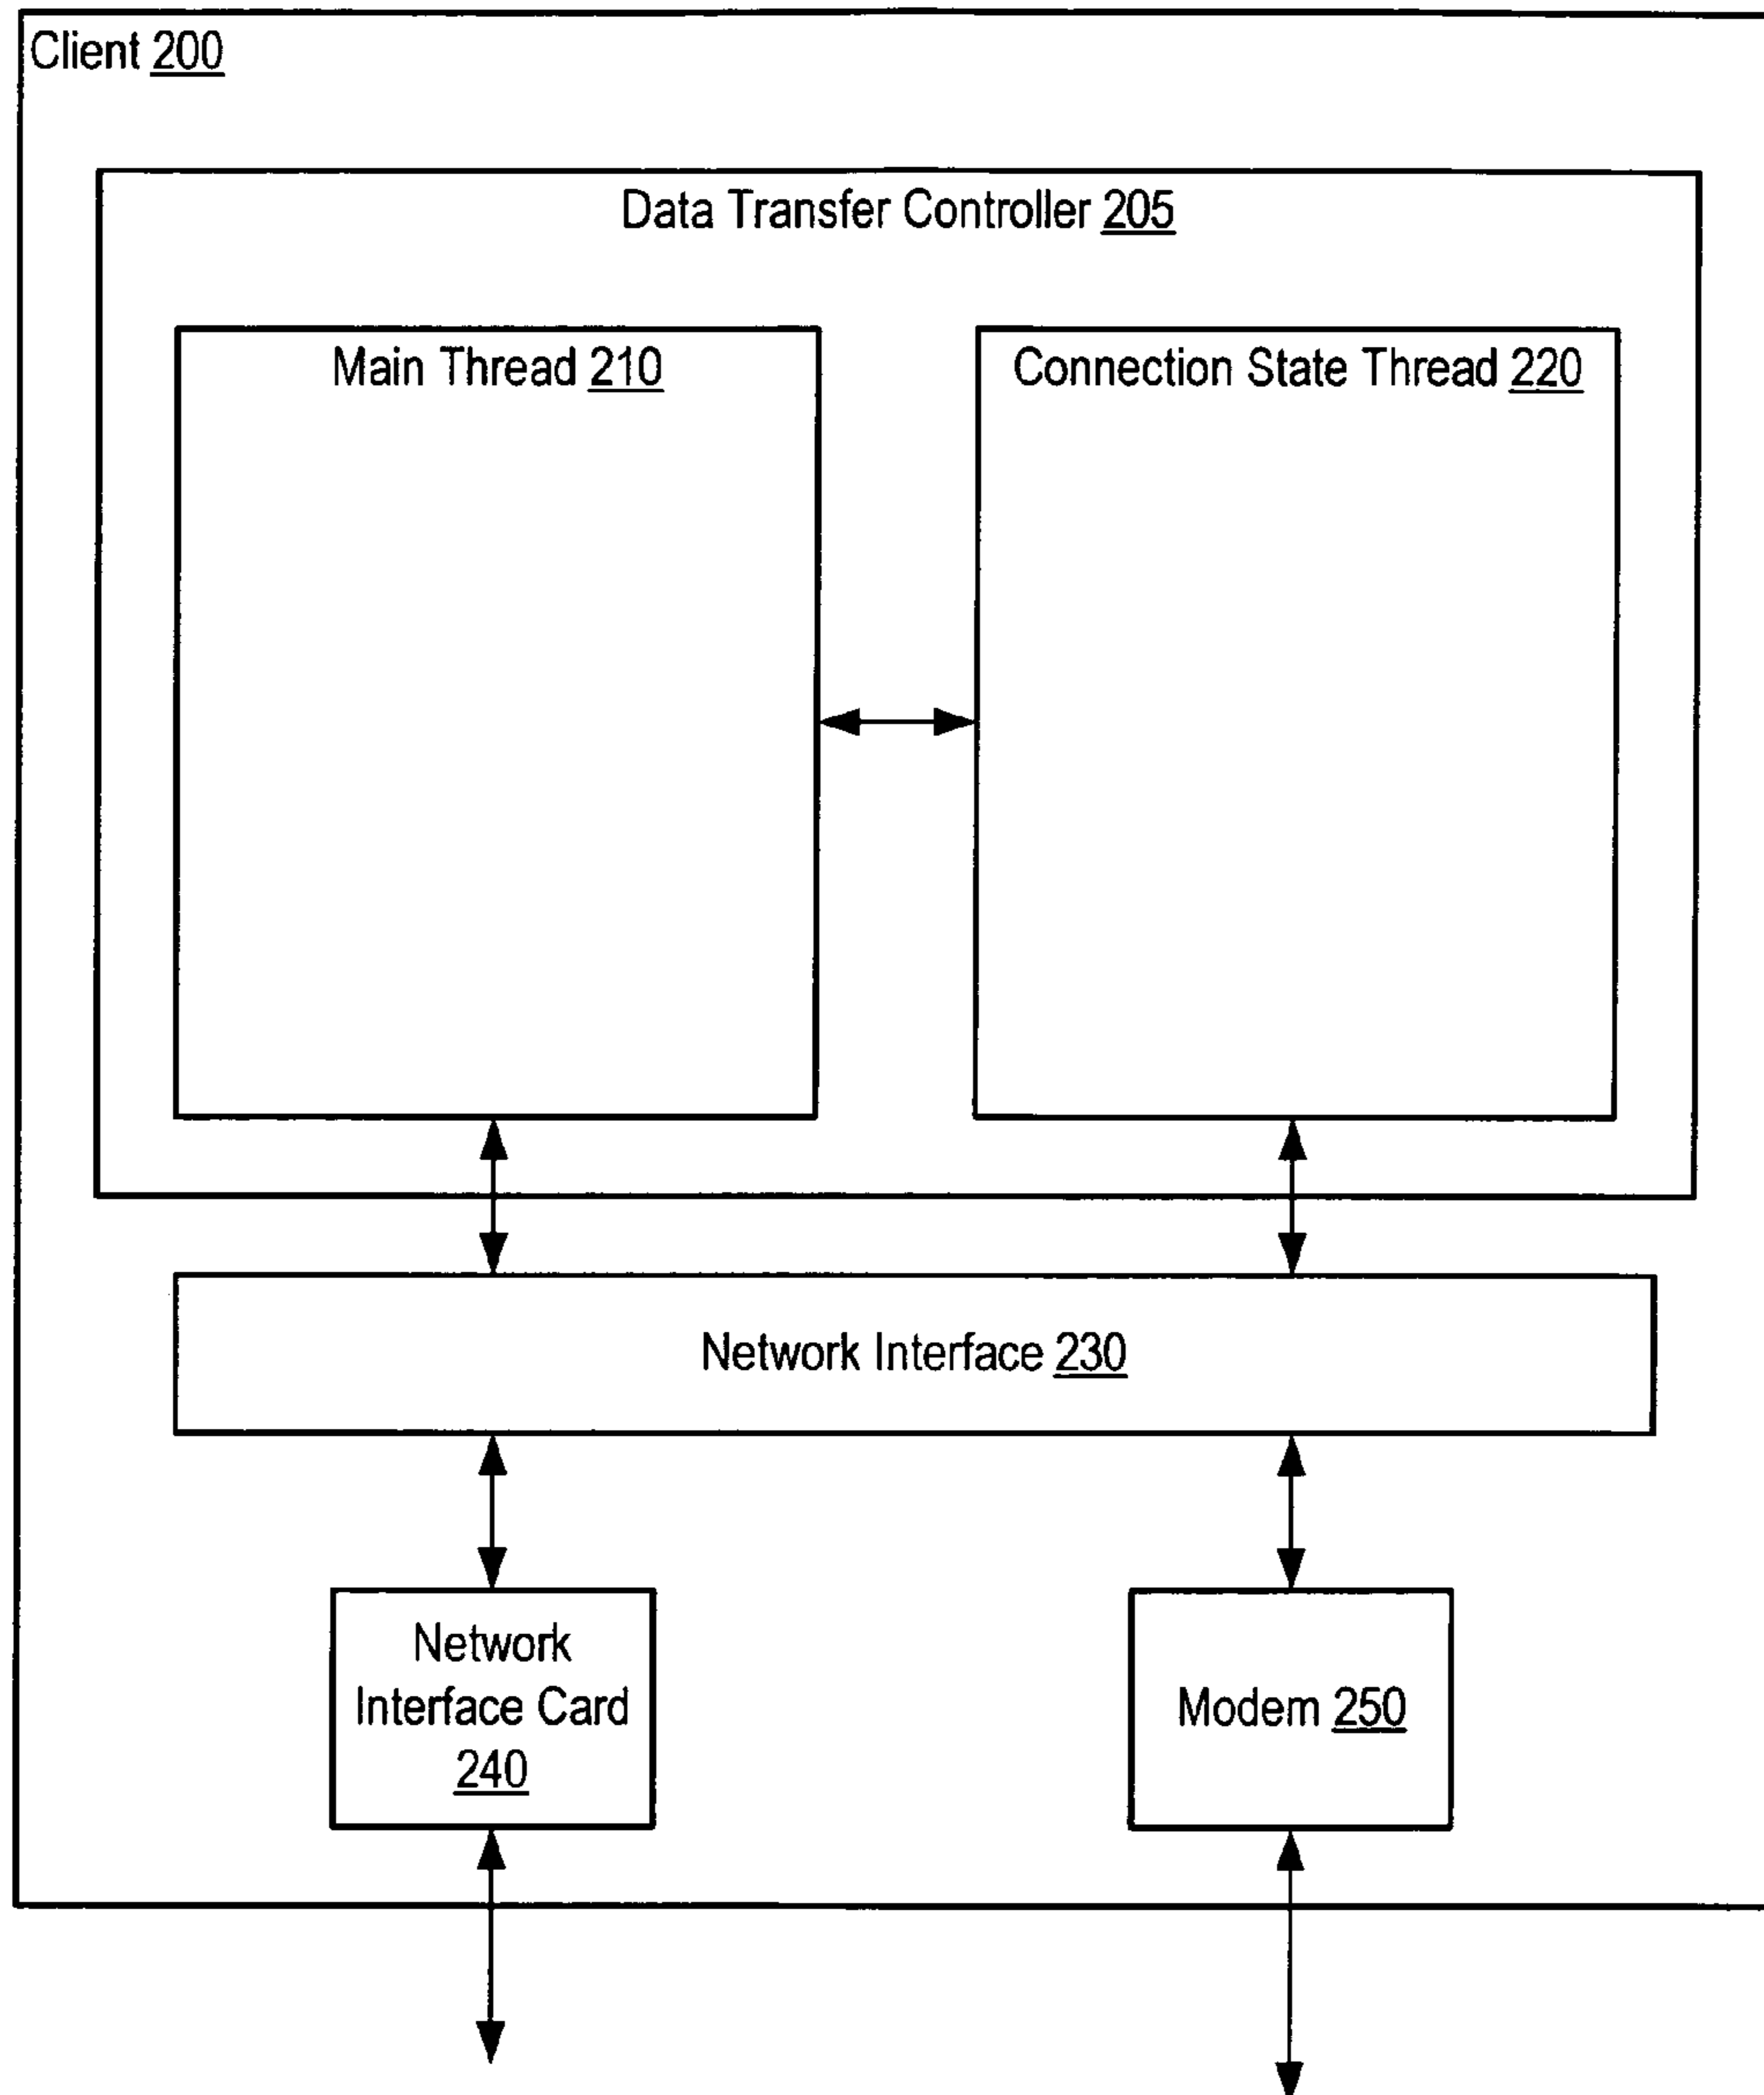 Client 200
Data Transfer Controller 205
Main Thread 210
Connection State Thread 220
Network Interface 230
Network
Interface Card
240
Modem 250